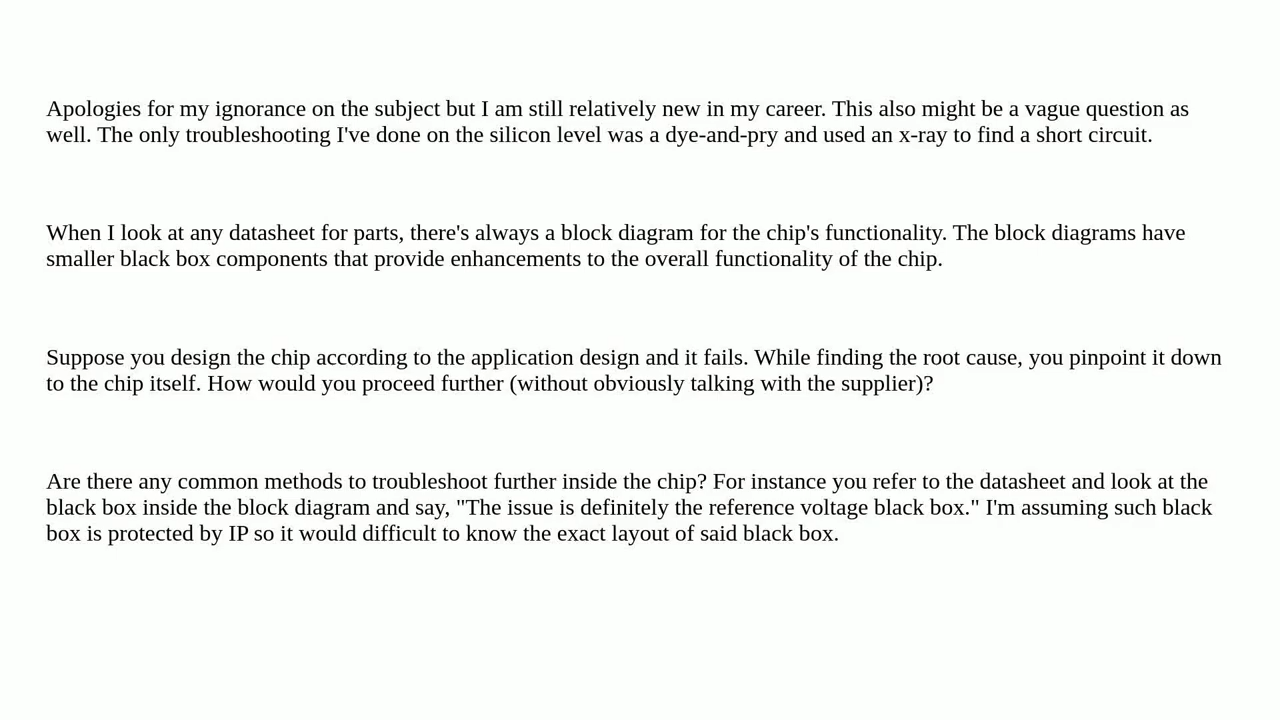 Apologies for my ignorance on the subject but I am still relatively new in my career. This also might be a vague question as
well. The only troubleshooting I've done on the silicon level was a dye-and-pry and used an x-ray to find a short circuit.
When I look at any datasheet for parts, there's always a block diagram for the chip's functionality. The block diagrams have
smaller black box components that provide enhancements to the overall functionality of the chip.
Suppose you design the chip according to the application design and it fails. While finding the root cause, you pinpoint it down
to the chip itself. How would you proceed further (without obviously talking with the supplier)?
Are there any common methods to troubleshoot further inside the chip? For instance you refer to the datasheet and look at the
black box inside the block diagram and say, "The issue is definitely the reference voltage black box." I'm assuming such black
box is protected by IP so it would difficult to know the exact layout of said black box.